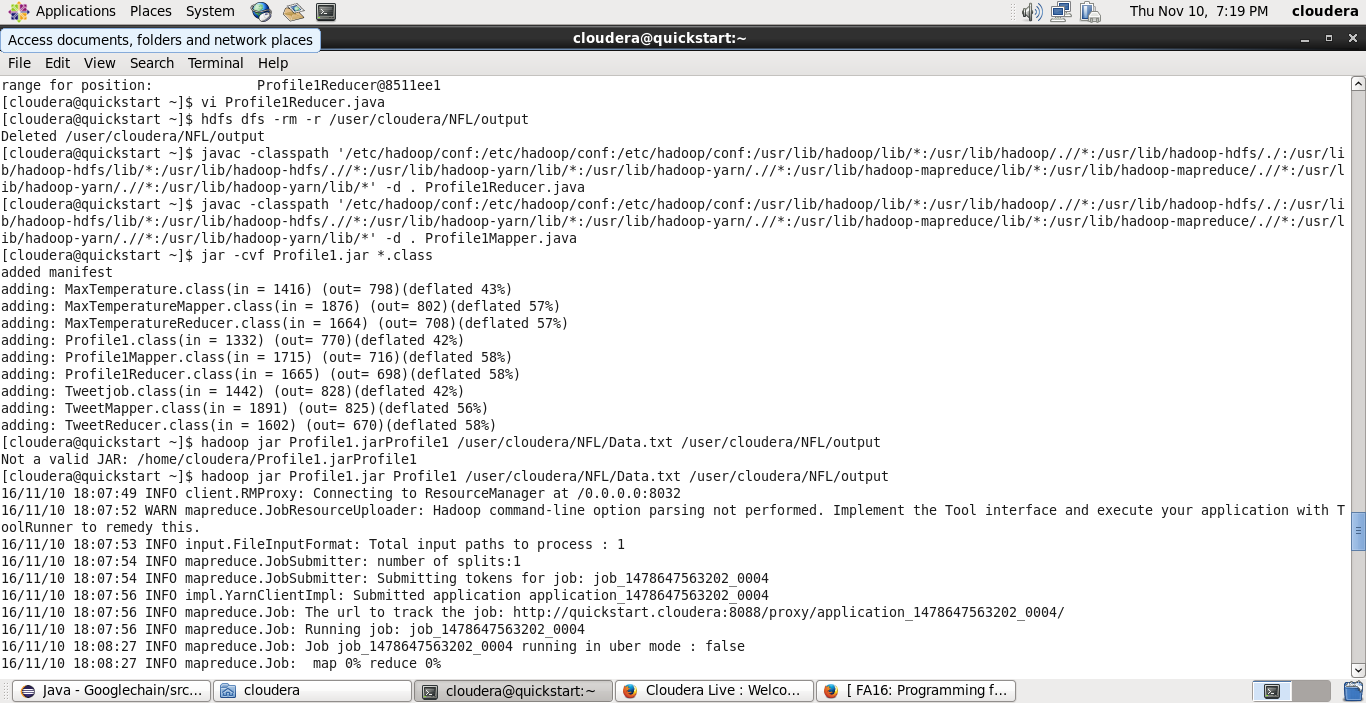 Applications Places System Thu Nov 10, 7:19 PM cloudera
Access documents, folders and network places
cloudera@quickstart:~
File Edit View Search Terminal Help
range for position:             Profile1Reducer@8511ee1
[cloudera@quickstart ~]$ vi Profile1Reducer.java
[cloudera@quickstart ~]$ hdfs dfs -rm -r /user/cloudera/NFL/output
Deleted /user/cloudera/NFL/output
[cloudera@quickstart ~]$ javac -classpath '/etc/hadoop/conf:/etc/hadoop/conf:/etc/hadoop/conf:/usr/lib/hadoop/lib/*:/usr/lib/hadoop/.//*:/usr/lib/hadoop-hdfs/./:/usr/li
b/hadoop-hdfs/lib/*:/usr/lib/hadoop-hdfs/.//*:/usr/lib/hadoop-yarn/lib/*:/usr/lib/hadoop-yarn/.//*:/usr/lib/hadoop-mapreduce/lib/*:/usr/lib/hadoop-mapreduce/.//*:/usr/l
ib/hadoop-yarn/.//*:/usr/lib/hadoop-yarn/lib/*' -d . Profile1Reducer.java
[cloudera@quickstart ~]$ javac -classpath '/etc/hadoop/conf:/etc/hadoop/conf:/etc/hadoop/conf:/usr/lib/hadoop/lib/*:/usr/lib/hadoop/.//*:/usr/lib/hadoop-hdfs/./:/usr/li
b/hadoop-hdfs/lib/*:/usr/lib/hadoop-hdfs/.//*:/usr/lib/hadoop-yarn/lib/*:/usr/lib/hadoop-yarn/.//*:/usr/lib/hadoop-mapreduce/lib/*:/usr/lib/hadoop-mapreduce/.//*:/usr/l
ib/hadoop-yarn/.//*:/usr/lib/hadoop-yarn/lib/*' -d . Profile1Mapper.java
[cloudera@quickstart ~]$ jar -cvf Profile1.jar *.class
added manifest
adding: MaxTemperature.class(in = 1416) (out= 798)(deflated 43%)
adding: MaxTemperatureMapper.class(in = 1876) (out= 802)(deflated 57%)
adding: MaxTemperatureReducer.class(in = 1664) (out= 708)(deflated 57%)
adding: Profile1.class(in = 1332) (out= 770)(deflated 42%)
adding: Profile1Mapper.class(in = 1715) (out= 716)(deflated 58%)
adding: Profile1Reducer.class(in = 1665) (out= 698)(deflated 58%)
adding: Tweetjob.class(in = 1442) (out= 828)(deflated 42%)
adding: TweetMapper.class(in = 1891) (out= 825)(deflated 56%)
adding: TweetReducer.class(in = 1602) (out= 670)(deflated 58%)
[cloudera@quickstart ~]$ hadoop jar Profile1.jarProfile1 /user/cloudera/NFL/Data.txt /user/cloudera/NFL/output
Not a valid JAR: /home/cloudera/Profile1.jarProfile1
[cloudera@quickstart ~]$ hadoop jar Profile1.jar Profile1 /user/cloudera/NFL/Data.txt /user/cloudera/NFL/output
16/11/10 18:07:49 INFO client.RMProxy: Connecting to ResourceManager at /0.0.0.0:8032
16/11/10 18:07:52 WARN mapreduce.JobResourceUploader: Hadoop command-line option parsing not performed. Implement the Tool interface and execute your application with T
oolRunner to remedy this.
16/11/10 18:07:53 INFO input.FileInputFormat: Total input paths to process : 1
16/11/10 18:07:54 INFO mapreduce.JobSubmitter: number of splits:1
16/11/10 18:07:54 INFO mapreduce.JobSubmitter: Submitting tokens for job: job_1478647563202_0004
16/11/10 18:07:56 INFO impl.YarnClientImpl: Submitted application application_1478647563202_0004
16/11/10 18:07:56 INFO mapreduce.Job: The url to track the job: http://quickstart.cloudera:8088/proxy/application_1478647563202_0004/
16/11/10 18:07:56 INFO mapreduce.Job: Running job: job_1478647563202_0004
16/11/10 18:08:27 INFO mapreduce.Job: Job job_1478647563202_0004 running in uber mode : false
16/11/10 18:08:27 INFO mapreduce.Job:  map 0% reduce 0%
Java - Googlechain/src... cloudera cloudera@quickstart:~ Cloudera Live : Welco... [ FA16: Programming f...